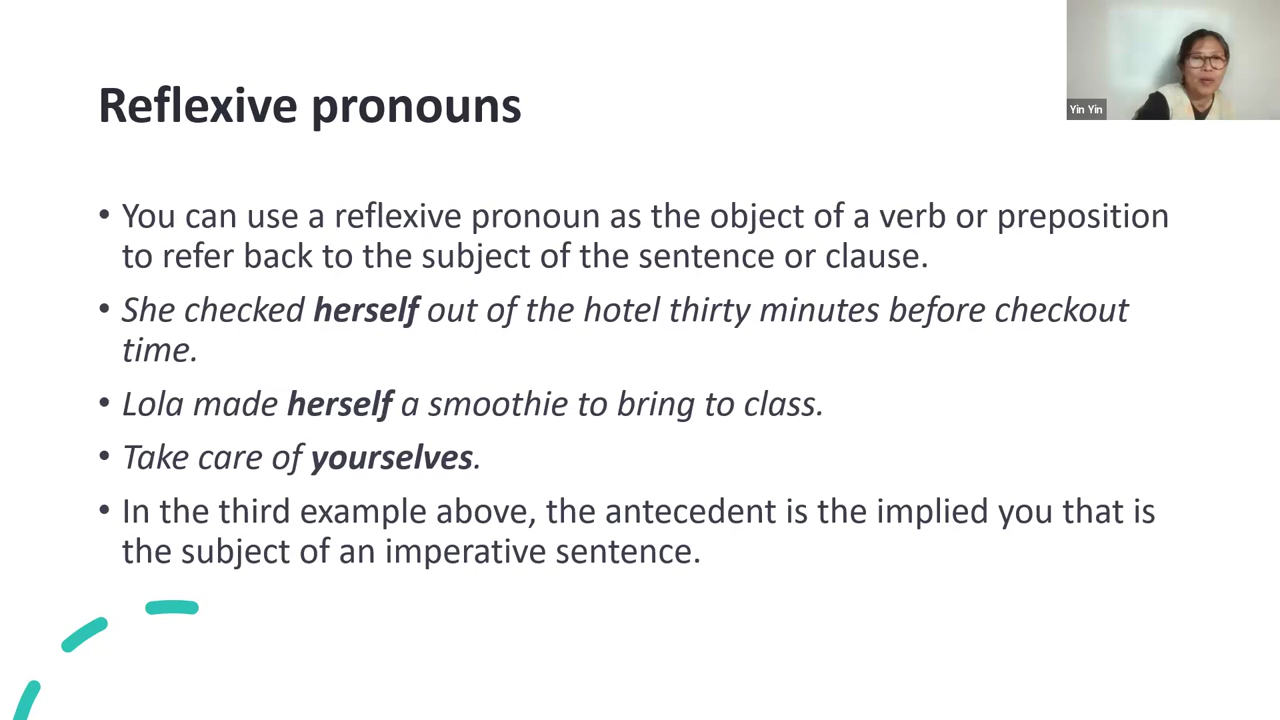 Reflexive pronouns
Yin Yin
• You can use a reflexive pronoun as the object of a verb or preposition
to refer back to the subject of the sentence or clause.
• She checked herself out of the hotel thirty minutes before checkout
time.
• Lola made herself a smoothie to bring to class.
• Take care of yourselves.
• In the third example above, the antecedent is the implied you that is
the subject of an imperative sentence.